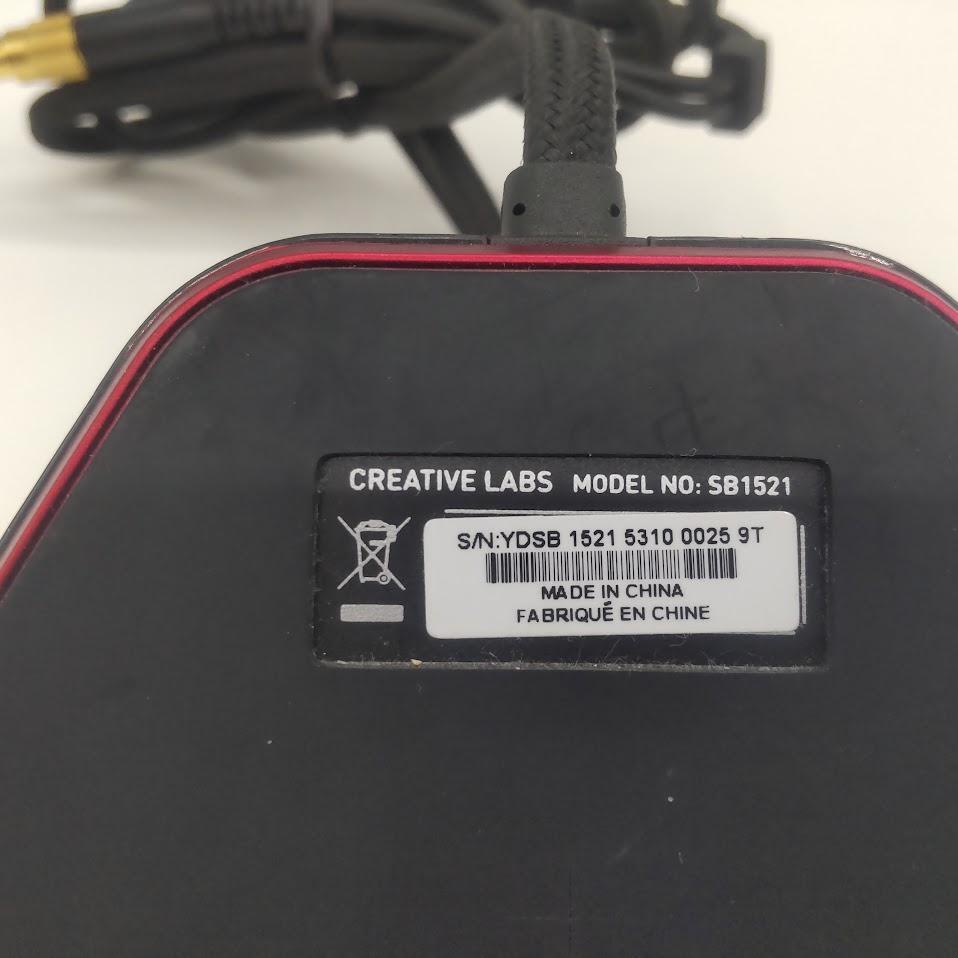 CREATIVE LABS MODEL NO: SB1521
S/N:YDSB 1521 5310 0025 9T
MADE IN CHINA
FABRIQUÉ EN CHINE